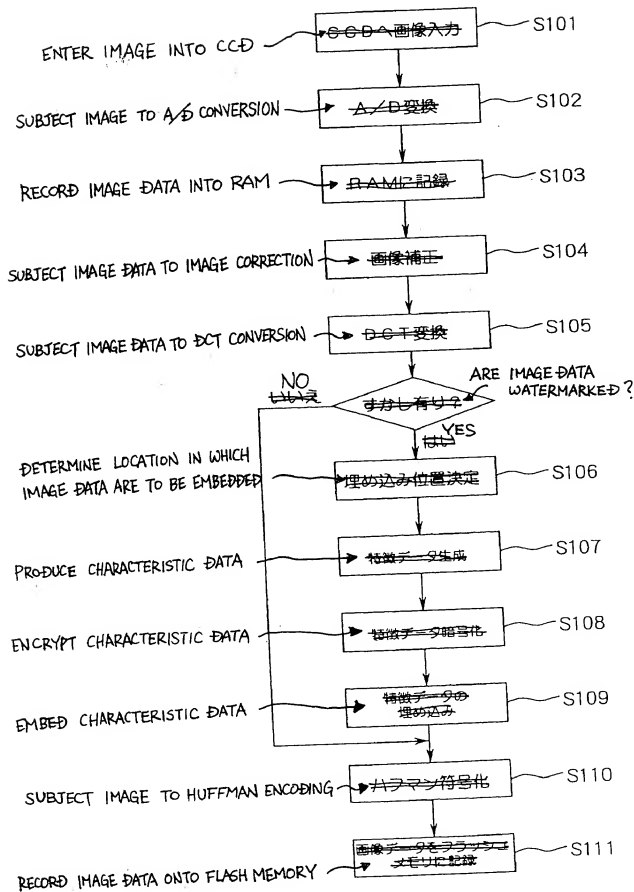 ENTER IMAGE INTO CCD
CCDへ画像入力
S101
SUBJECT IMAGE TO A/D CONVERSION
A/D変換
S102
RECORD IMAGE DATA INTO RAM
RAMに記録
S103
SUBJECT IMAGE DATA TO IMAGE CORRECTION
画像補正
S104
SUBJECT IMAGE DATA TO DCT CONVERSION
DCT変換
S105
NO
いいえ
すかし有り?
ARE IMAGE DATA
WATERMARKED?
YES
はい
DETERMINE LOCATION IN WHICH
IMAGE DATA ARE TO BE EMBEDDED
埋め込み位置決定
S106
PRODUCE CHARACTERISTIC DATA
特徴データ生成
S107
ENCRYPT CHARACTERISTIC DATA
特徴データ暗号化
S108
EMBED CHARACTERISTIC DATA
特徴データの
埋め込み
S109
SUBJECT IMAGE TO HUFFMAN ENCODING
ハフマン符号化
S110
RECORD IMAGE DATA ONTO FLASH MEMORY
画像データをフラッシュ
メモリに記録
S111